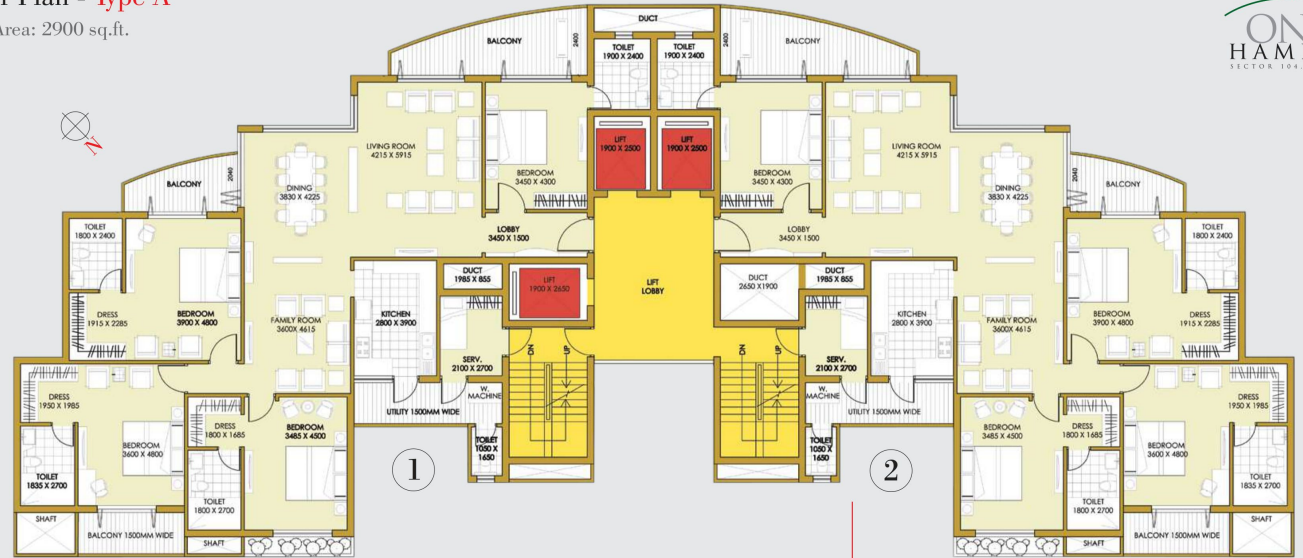 r Plan - Type A
Area: 2900 sq.ft.
ON
HAM
SECTOR 104,
N
DUCT
BALCONY
2400
TOILET
1900 X 2400
TOILET
1900 X 2400
2400
BALCONY
LIVING ROOM
4215 X 5915
BEDROOM
3450 X 4300
LIFT
1900 X 2500
LIFT
1900 X 2500
BEDROOM
3450 X 4300
LIVING ROOM
4215 X 5915
BALCONY
2040
DINING
3830 X 4225
DINING
3830 X 4225
2040
BALCONY
TOILET
1800 X 2400
LOBBY
3450 X 1500
LOBBY
3450 X 1500
TOILET
1800 X 2400
DUCT
1985 X 855
LIFT
1900 X 2650
LIFT
LOBBY
DUCT
2650 X1900
DUCT
1985 X 855
DRESS
1915 X 2285
BEDROOM
3900 X 4800
FAMILY ROOM
3600X 4615
KITCHEN
2800 X 3900
KITCHEN
2800 X 3900
FAMILY ROOM
3600X 4615
BEDROOM
3900 X 4800
DRESS
1915 X 2285
SERV.
2100 X 2700
DN
UP
DN
UP
SERV.
2100 X 2700
DRESS
1950 X 1985
W.
MACHINE
W.
MACHINE
DRESS
1950 X 1985
UTILITY 1500MM WIDE
UTILITY 1500MM WIDE
BEDROOM
3600 X 4800
DRESS
1800 X 1685
BEDROOM
3485 X 4500
TOILET
1050 X
1650
TOILET
1050 X
1650
BEDROOM
3485 X 4500
DRESS
1800 X 1685
BEDROOM
3600 X 4800
1
2
TOILET
1835 X 2700
TOILET
1800 X 2700
TOILET
1800 X 2700
TOILET
1835 X 2700
SHAFT
BALCONY 1500MM WIDE
SHAFT
SHAFT
BALCONY 1500MM WIDE
SHAFT